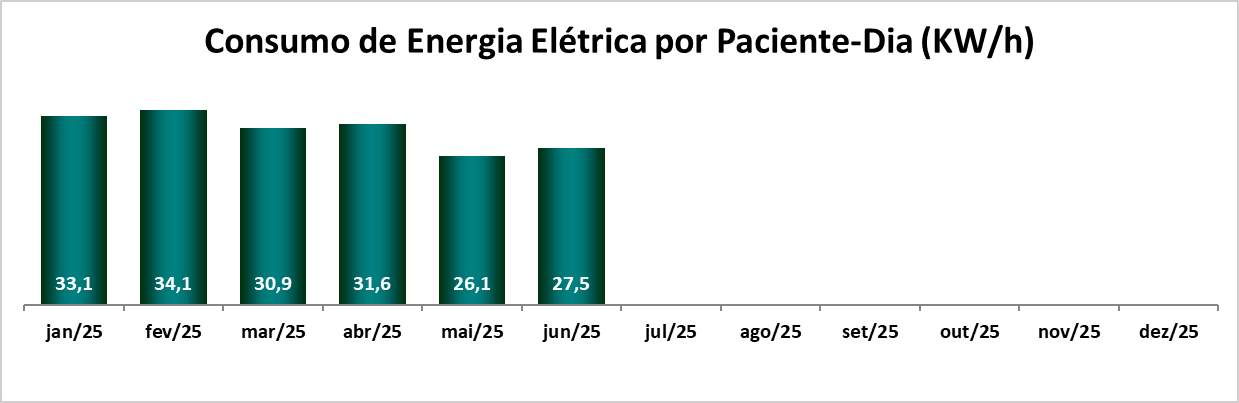 Consumo de Energia Elétrica por Paciente-Dia (KW/h)
33,1 34,1 30,9 31,6 26,1 27,5
jan/25 fev/25 mar/25 abr/25 mai/25 jun/25 jul/25 ago/25 set/25 out/25 nov/25 dez/25